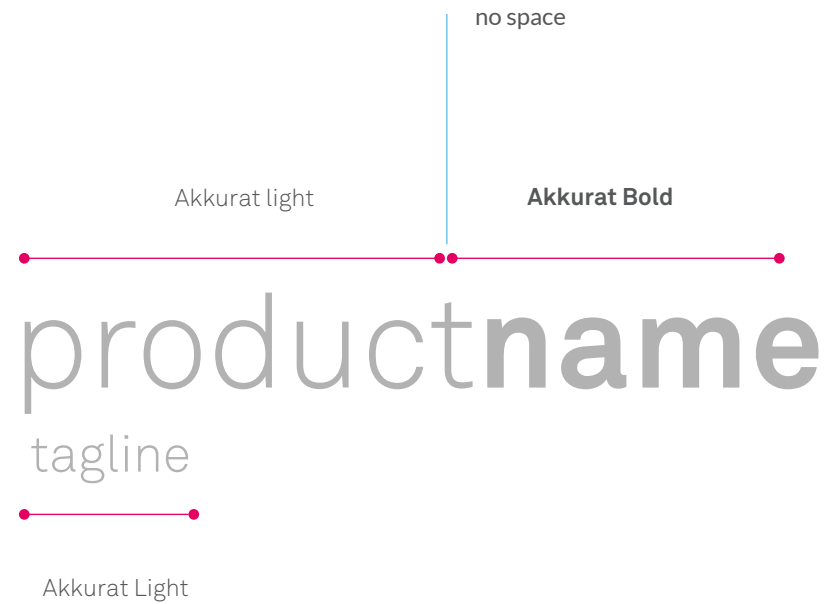 no space
Akkurat light
Akkurat Bold
productname
tagline
Akkurat Light